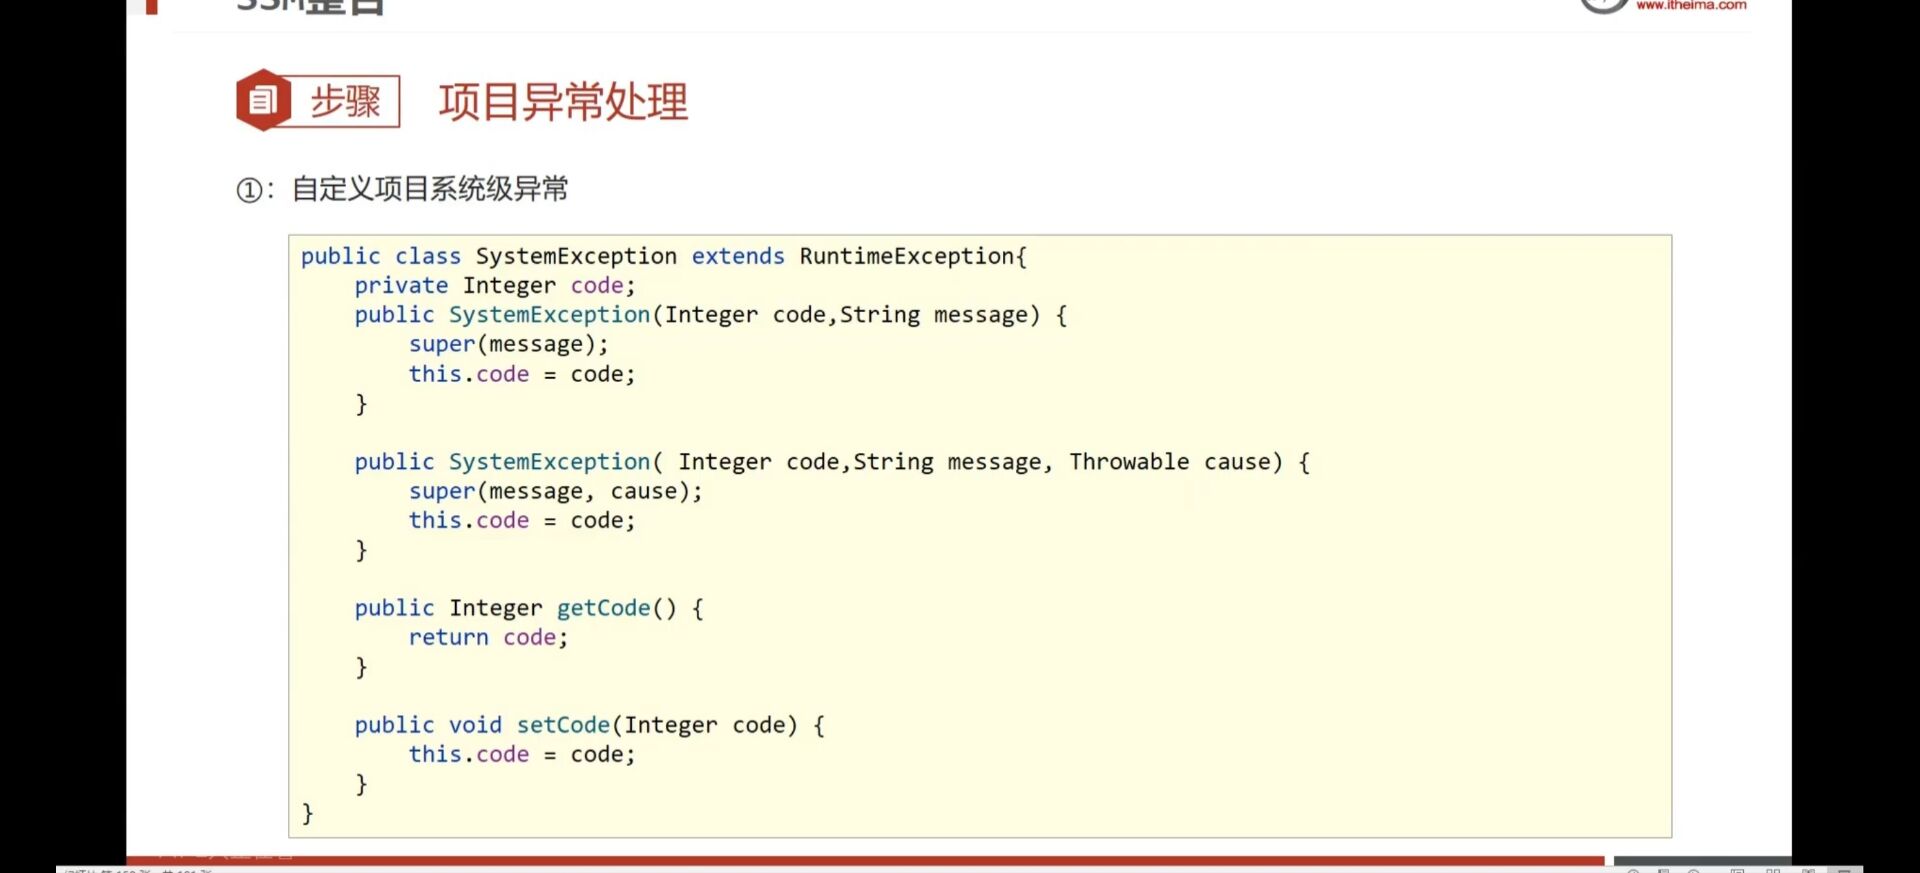 SSM整合
www.itheima.com
步骤 项目异常处理
①：自定义项目系统级异常
public class SystemException extends RuntimeException{
    private Integer code;
    public SystemException(Integer code,String message) {
        super(message);
        this.code = code;
    }
    public SystemException( Integer code,String message, Throwable cause) {
        super(message, cause);
        this.code = code;
    }
    public Integer getCode() {
        return code;
    }
    public void setCode(Integer code) {
        this.code = code;
    }
}